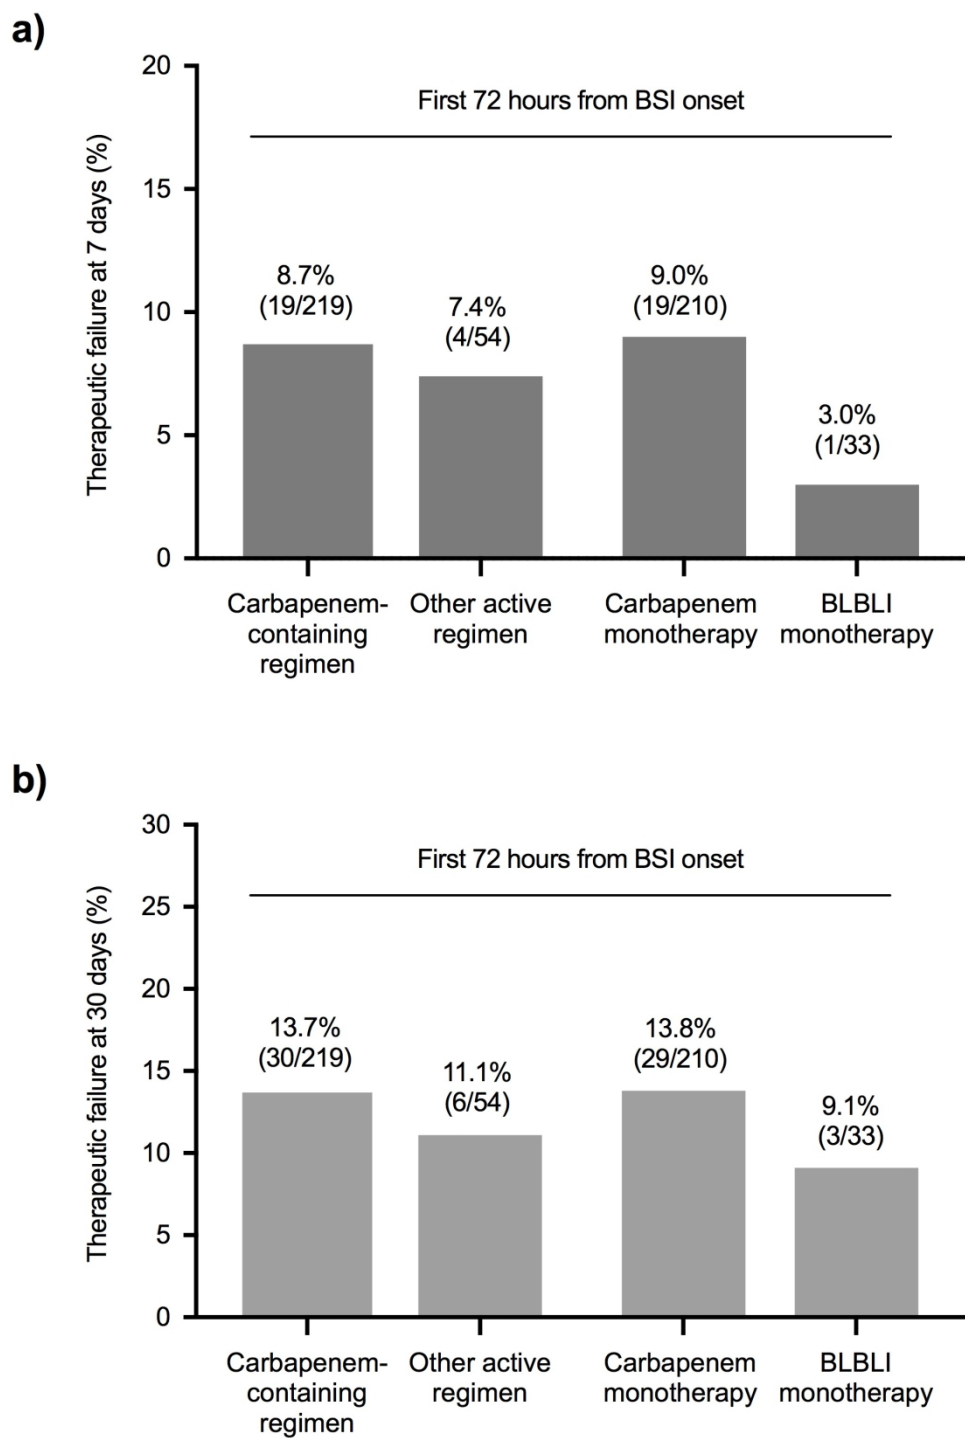 a)
Therapeutic failure at 7 days (%)
20
15
10
5
0
First 72 hours from BSI onset
8.7%
(19/219)
7.4%
(4/54)
9.0%
(19/210)
3.0%
(1/33)
Carbapenem-
containing
regimen
Other active
regimen
Carbapenem
monotherapy
BLBLI
monotherapy
b)
Therapeutic failure at 30 days (%)
30
25
20
15
10
5
0
First 72 hours from BSI onset
13.7%
(30/219)
11.1%
(6/54)
13.8%
(29/210)
9.1%
(3/33)
Carbapenem-
containing
regimen
Other active
regimen
Carbapenem
monotherapy
BLBLI
monotherapy